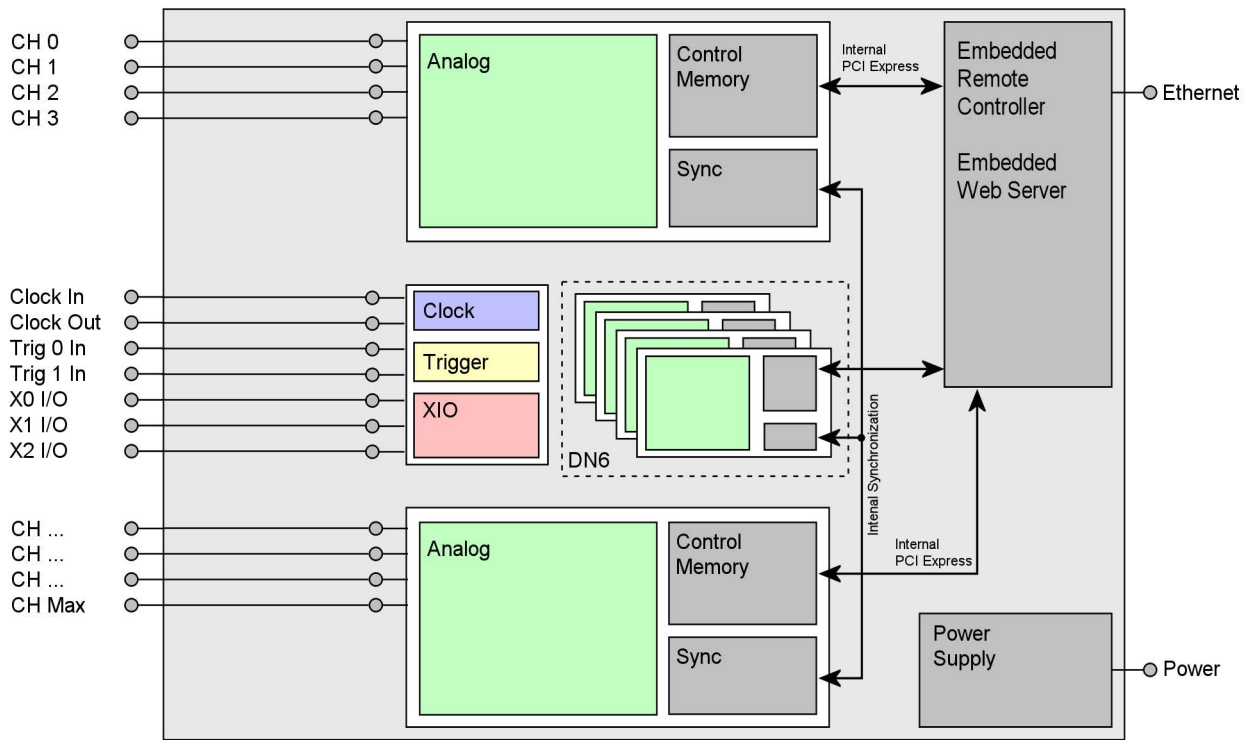 CH 0
CH 1
CH 2
CH 3
Analog
Control
Memory
Sync
Internal
PCI Express
Embedded
Remote
Controller
Embedded
Web Server
Ethernet
Clock In
Clock Out
Trig 0 In
Trig 1 In
X0 I/O
X1 I/O
X2 I/O
Clock
Trigger
XIO
DN6
Intenal Synchronization
CH ...
CH ...
CH ...
CH Max
Analog
Control
Memory
Sync
Internal
PCI Express
Power
Supply
Power